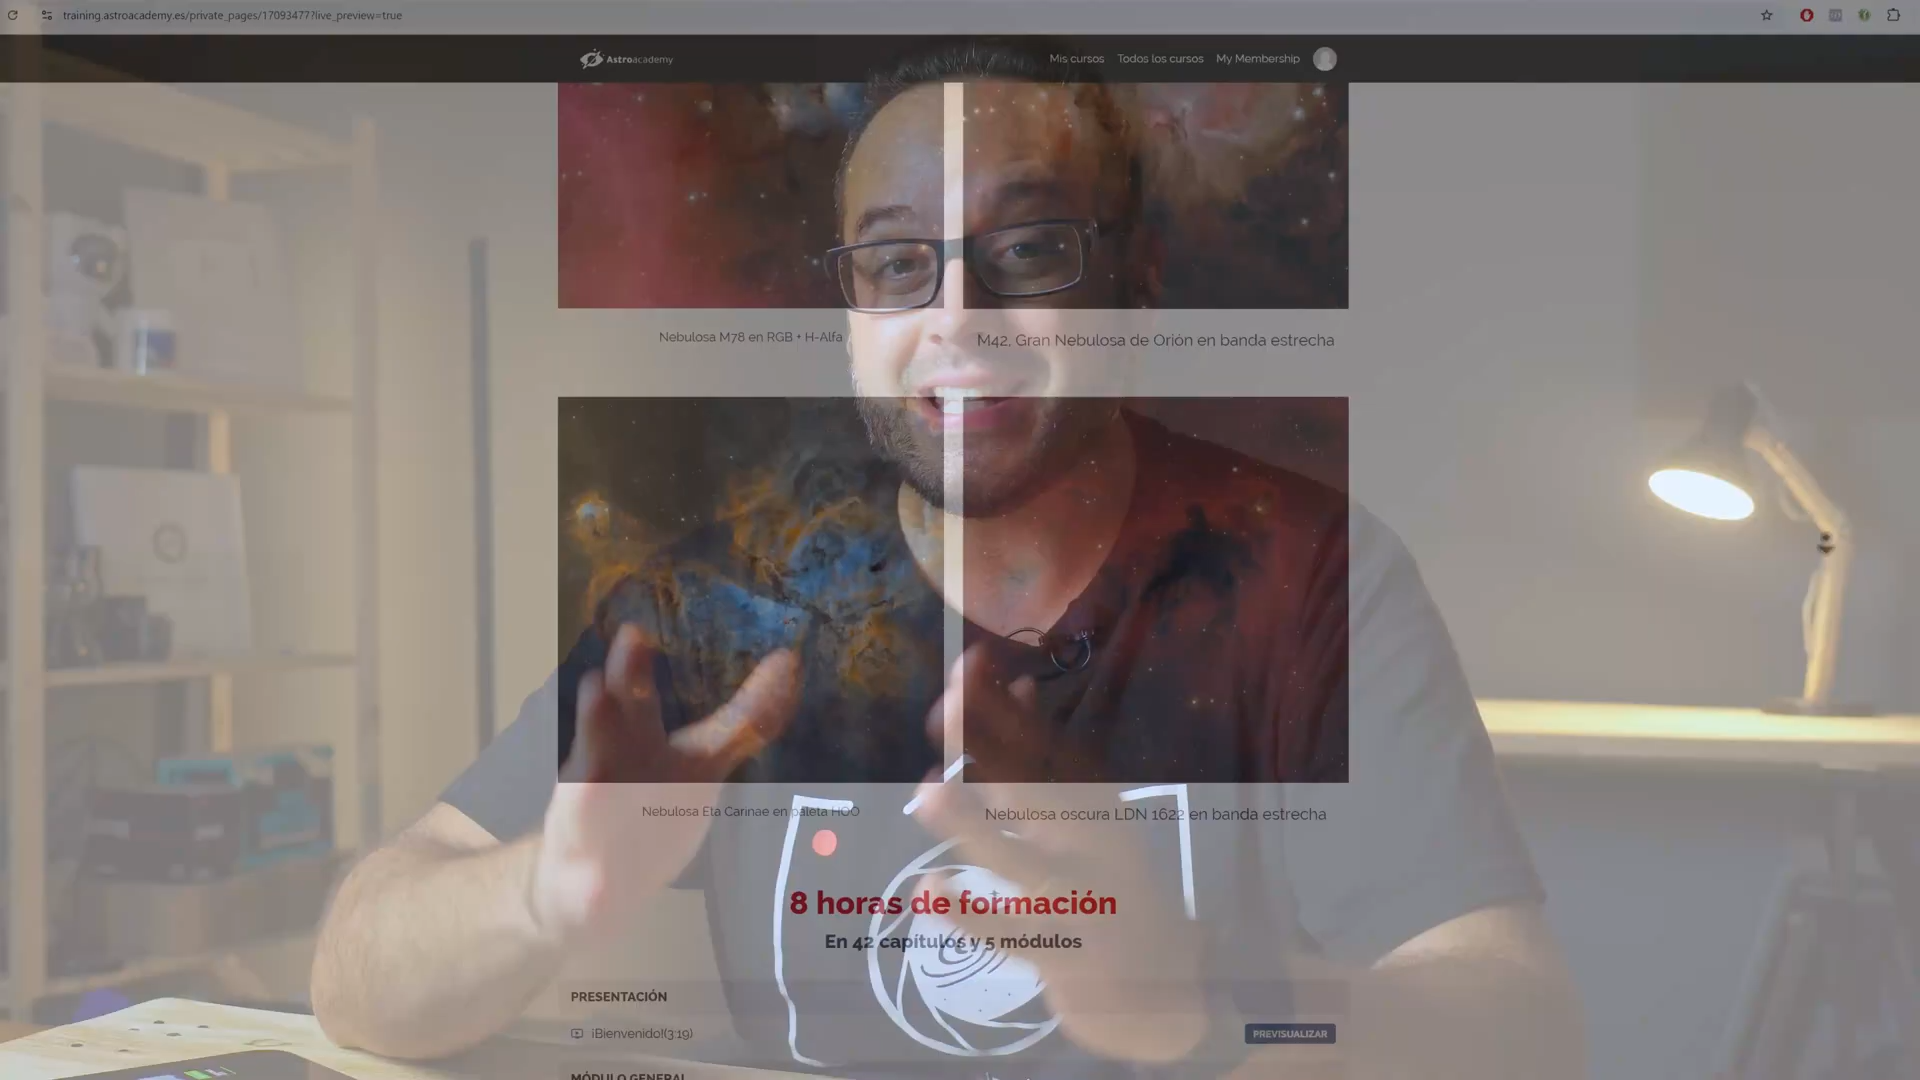 training.astroacademy.es/private_pages/17093477?live_preview=true
Astroacademy
Mis cursos
Todos los cursos
My Membership
Nebulosa M78 en RGB + H-Alfa
M42, Gran Nebulosa de Orión en banda estrecha
Nebulosa Eta Carinae en paleta HOO
Nebulosa oscura LDN 1622 en banda estrecha
8 horas de formación
En 42 capítulos y 5 módulos
PRESENTACIÓN
¡Bienvenido!(3:19)
PREVISUALIZAR
MÓDULO GENERAL